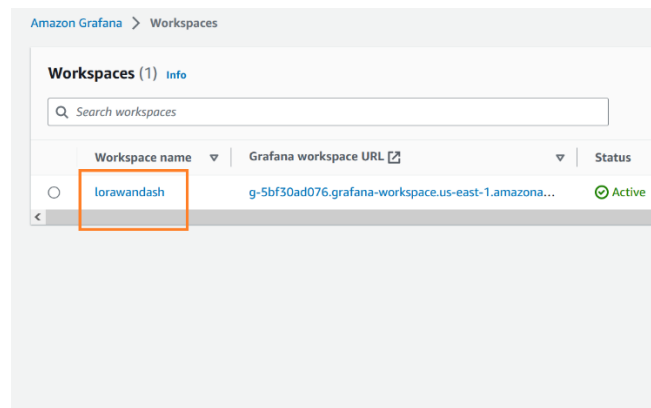 Amazon Grafana > Workspaces
Workspaces (1) Info
Search workspaces
Workspace name Grafana workspace URL Status
lorawandash g-5bf30ad076.grafana-workspace.us-east-1.amazona... Active